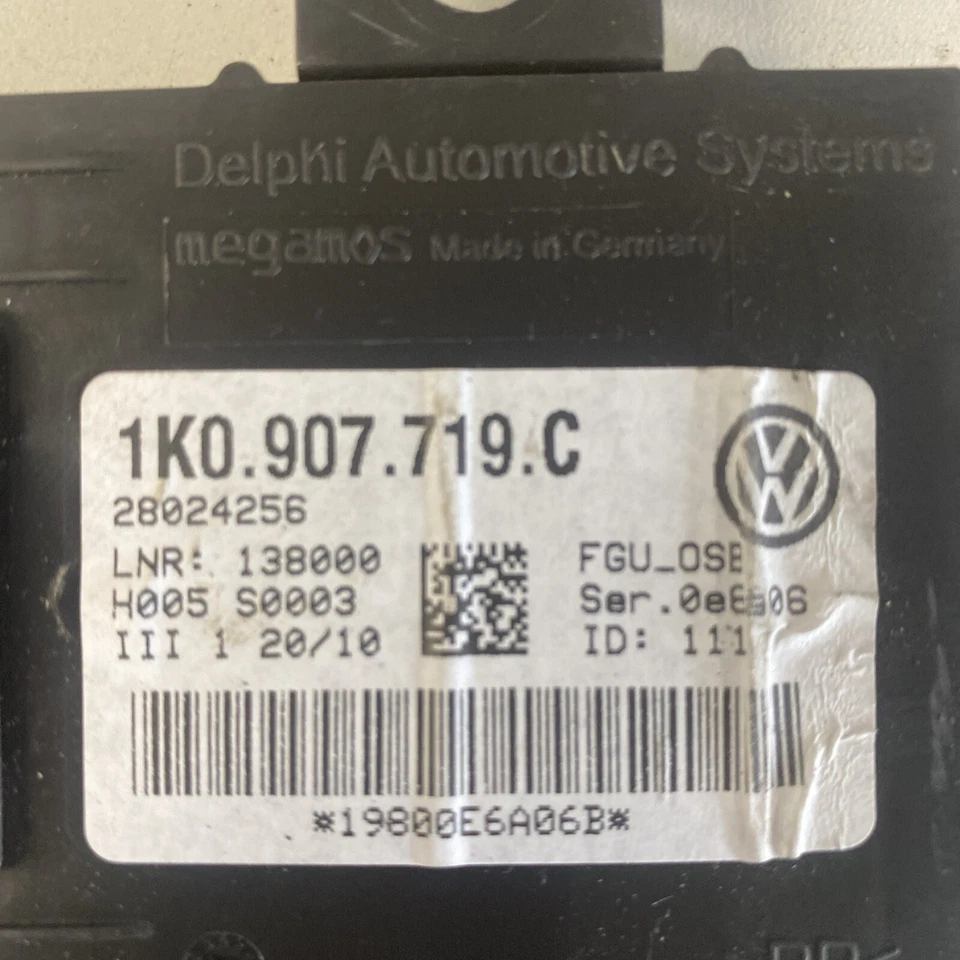 Delphi Automotive Systems
megamos Made in Germany
1K0.907.719.C
28024256
LNR: 138000
FGU_OSB
H005 S0003
III 1 20/10
ID: 111
*19800E6A06B*